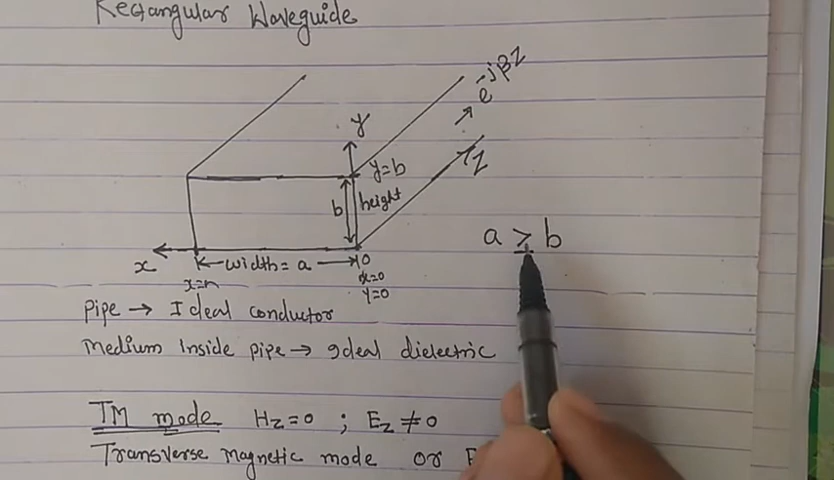 Rectangular Waveguide
e^-jβz
y
y=b
z
b
height
a ≥ b
x
width = a
0
x=0
y=0
Pipe → Ideal conductor
Medium Inside pipe → Ideal dielectric
TM mode Hz=0 ; Ez≠0
Transverse magnetic mode or